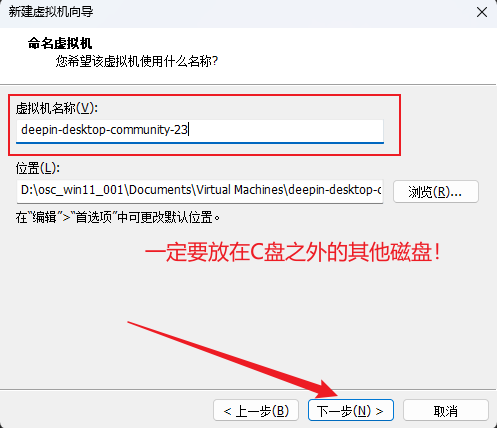 新建虚拟机向导
命名虚拟机
您希望该虚拟机使用什么名称?
虚拟机名称(V):
deepin-desktop-community-23
位置(L):
D:\osc_win11_001\Documents\Virtual Machines\deepin-desktop-c
浏览(R)...
在“编辑”>“首选项”中可更改默认位置。
一定要放在C盘之外的其他磁盘！
< 上一步(B)
下一步(N) >
取消